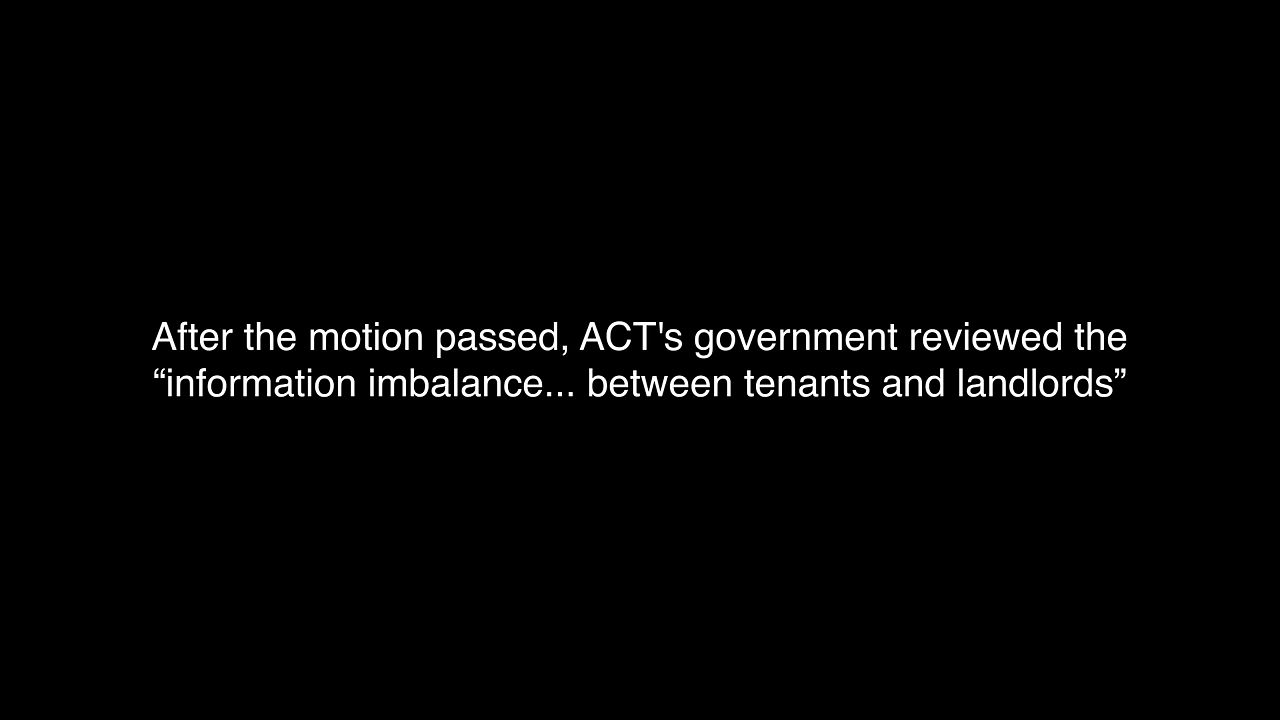 After the motion passed, ACT's government reviewed the
“information imbalance... between tenants and landlords”